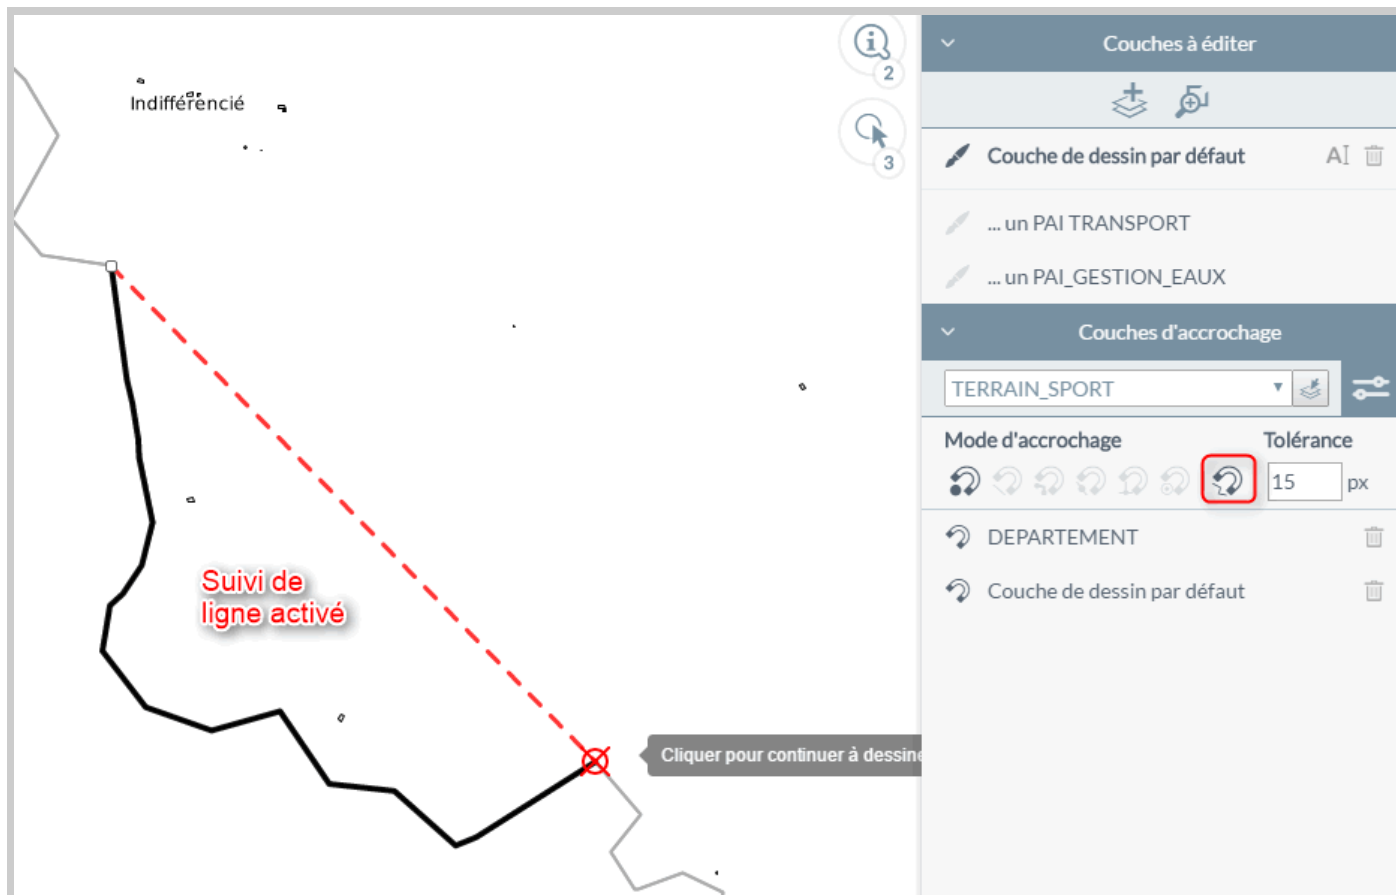 Indifférencié
2
3
Suivi de
ligne activé
Cliquer pour continuer à dessine
Couches à éditer
Couche de dessin par défaut
A
... un PAI TRANSPORT
... un PAI_GESTION_EAUX
Couches d'accrochage
TERRAIN_SPORT
Mode d'accrochage Tolérance
15 px
DEPARTEMENT
Couche de dessin par défaut